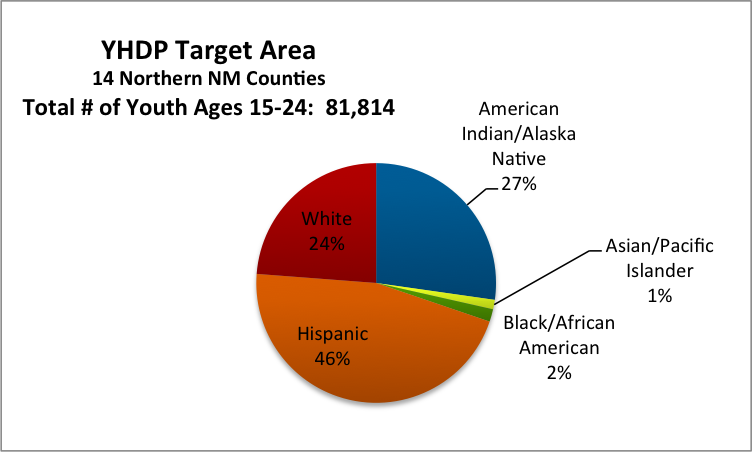 YHDP Target Area
14 Northern NM Counties
Total # of Youth Ages 15-24:  81,814
American
Indian/Alaska
Native
27%
Asian/Pacific
Islander
1%
Black/African
American
2%
Hispanic
46%
White
24%